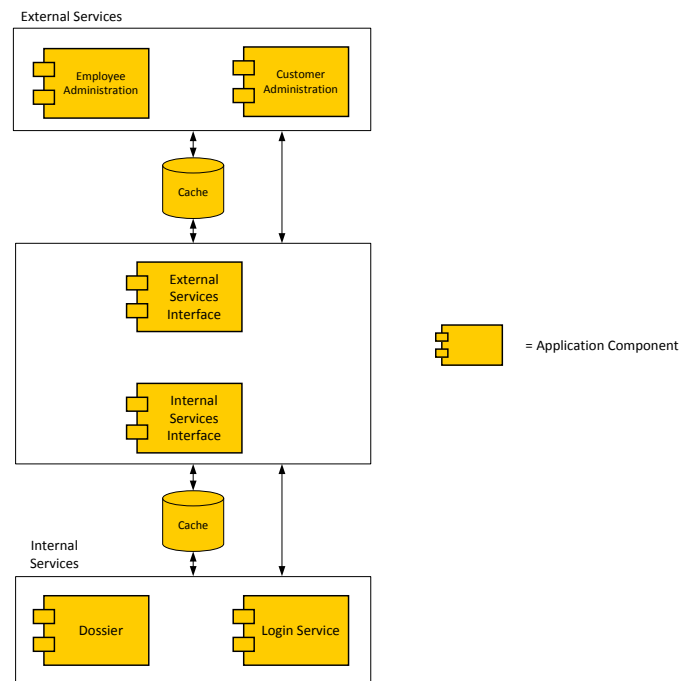 External Services
Employee
Administration
Customer
Administration
Cache
External
Services
Interface
= Application Component
Internal
Services
Interface
Cache
Internal
Services
Dossier
Login Service